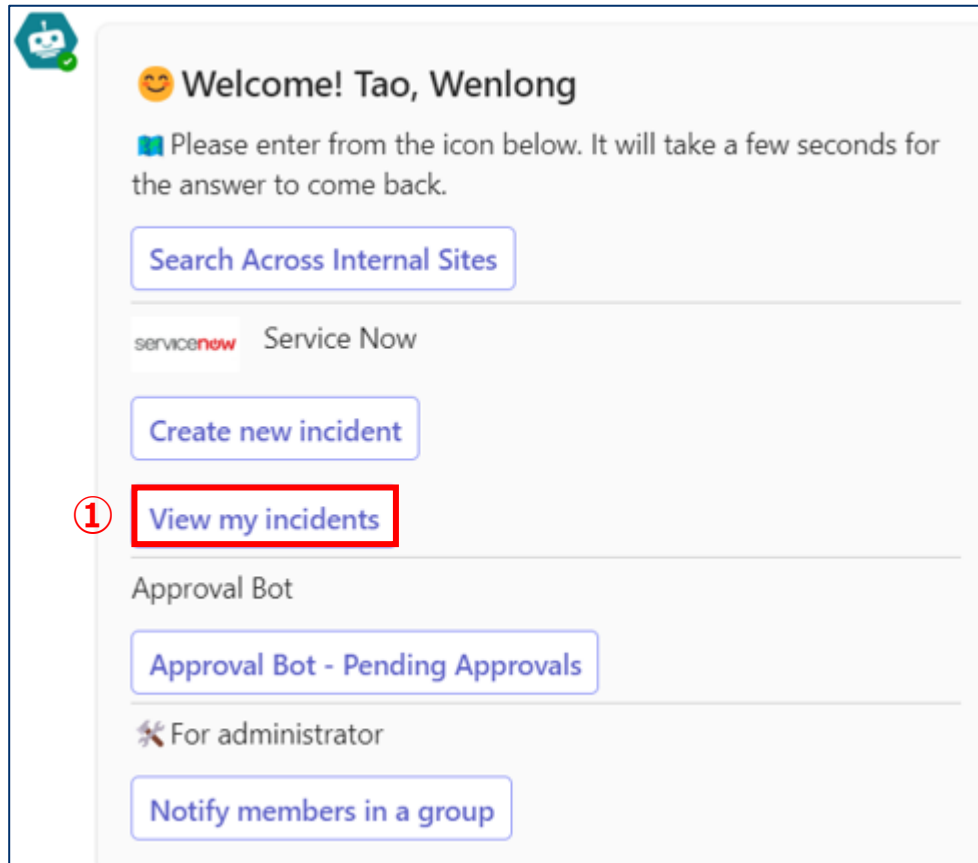 😊Welcome! Tao, Wenlong
Please enter from the icon below. It will take a few seconds for
the answer to come back.
Search Across Internal Sites
servicenow Service Now
Create new incident
① View my incidents
Approval Bot
Approval Bot - Pending Approvals
🛠For administrator
Notify members in a group